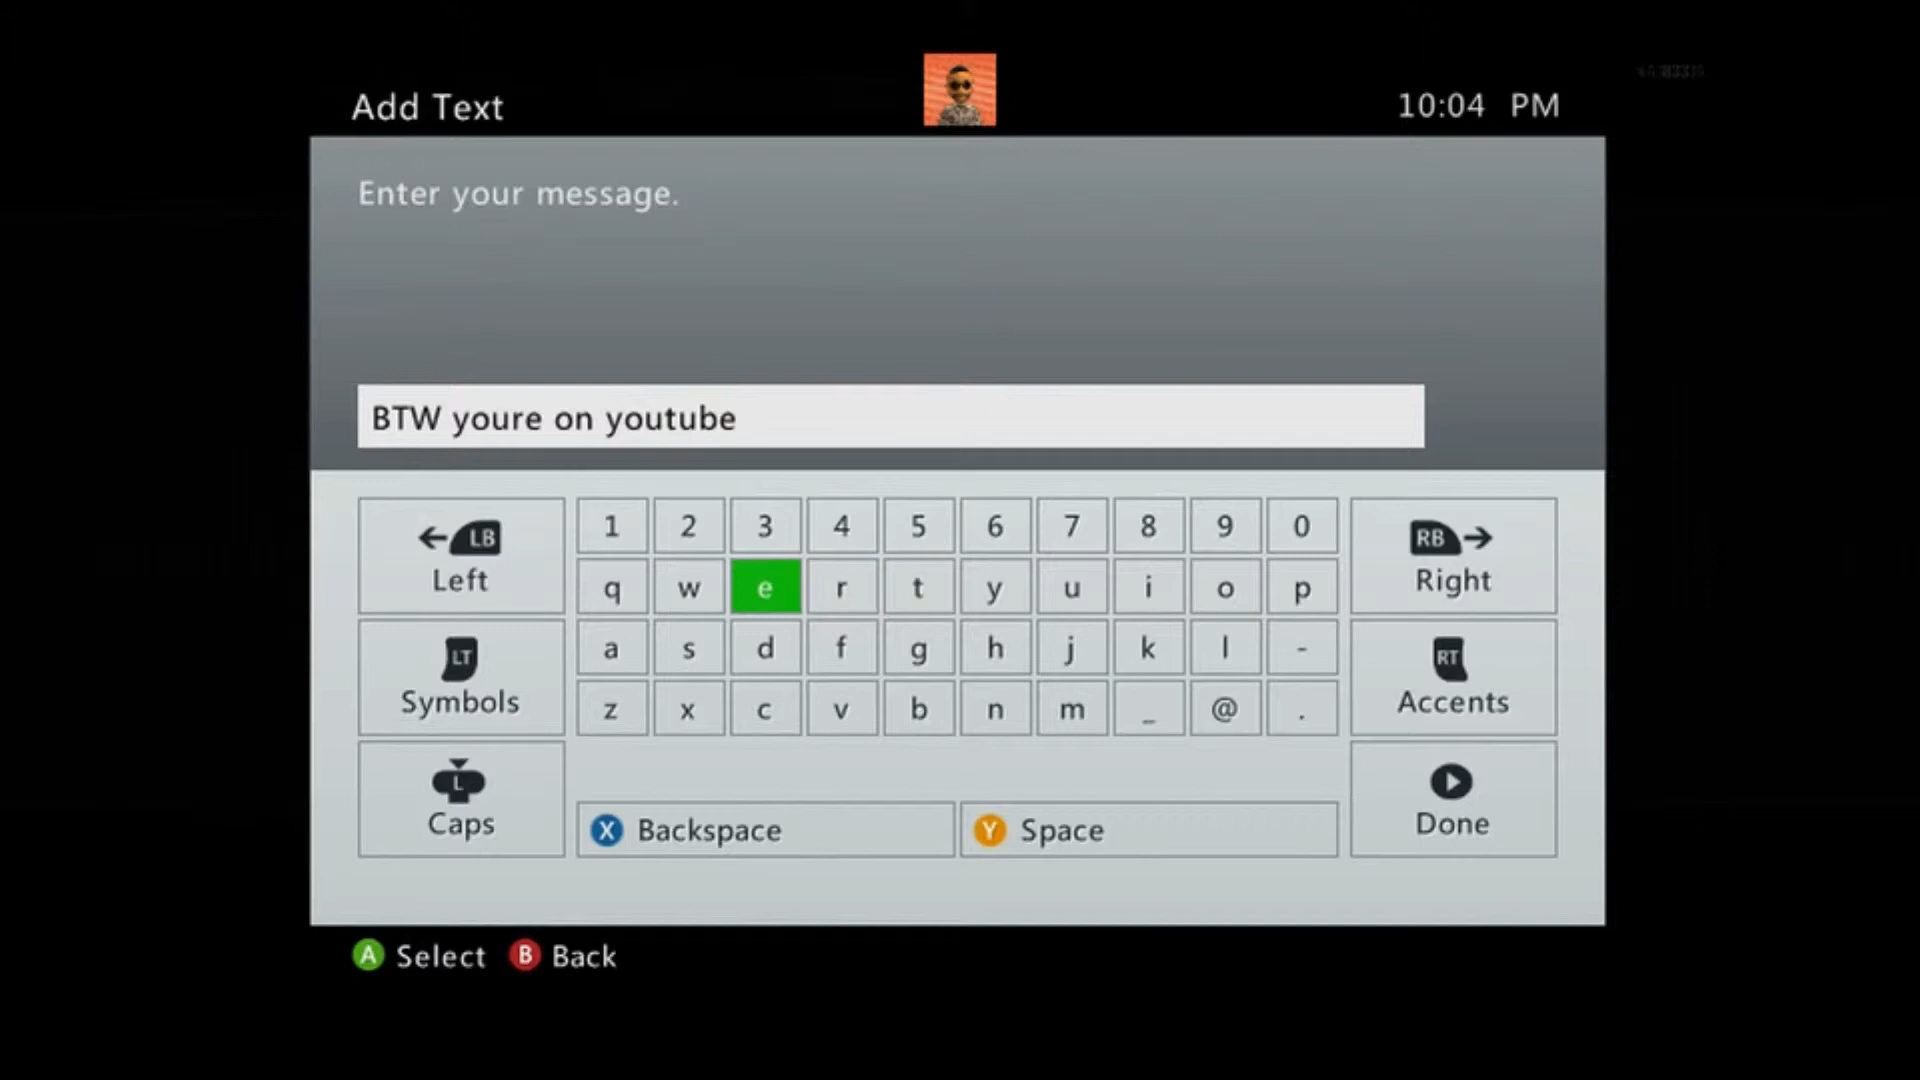 Add Text
10:04 PM
Enter your message.
BTW youre on youtube
LB
Left
1 2 3 4 5 6 7 8 9 0
RB
Right
q w e r t y u i o p
LT
Symbols
a s d f g h j k l -
RT
Accents
z x c v b n m _ @ .
L
Caps
X Backspace
Y Space
Done
A Select
B Back